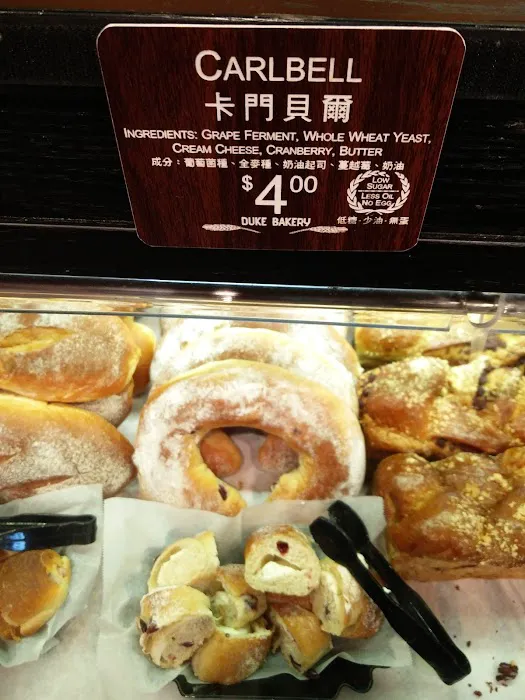 CARLBELL
卡門貝爾
INGREDIENTS: GRAPE FERMENT, WHOLE WHEAT YEAST,
CREAM CHEESE, CRANBERRY, BUTTER
成分：葡萄菌種、全麥種、奶油起司、蔓越莓、奶油
$4.00
LOW
SUGAR
LESS OIL
NO EGG
DUKE BAKERY
低糖·少油·無蛋